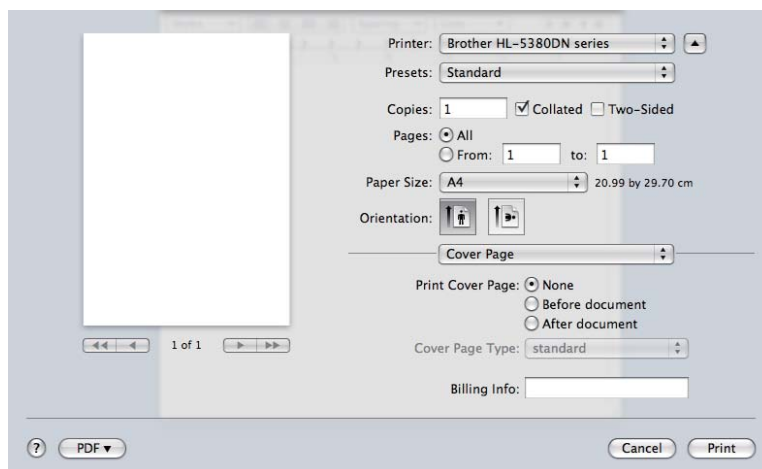 Printer: Brother HL-5380DN series
Presets: Standard
Copies: 1 Collated Two-Sided
Pages: All
From: 1 to: 1
Paper Size: A4 20.99 by 29.70 cm
Orientation:
Cover Page
Print Cover Page: None
Before document
After document
1 of 1
Cover Page Type: standard
Billing Info:
? PDF Cancel Print